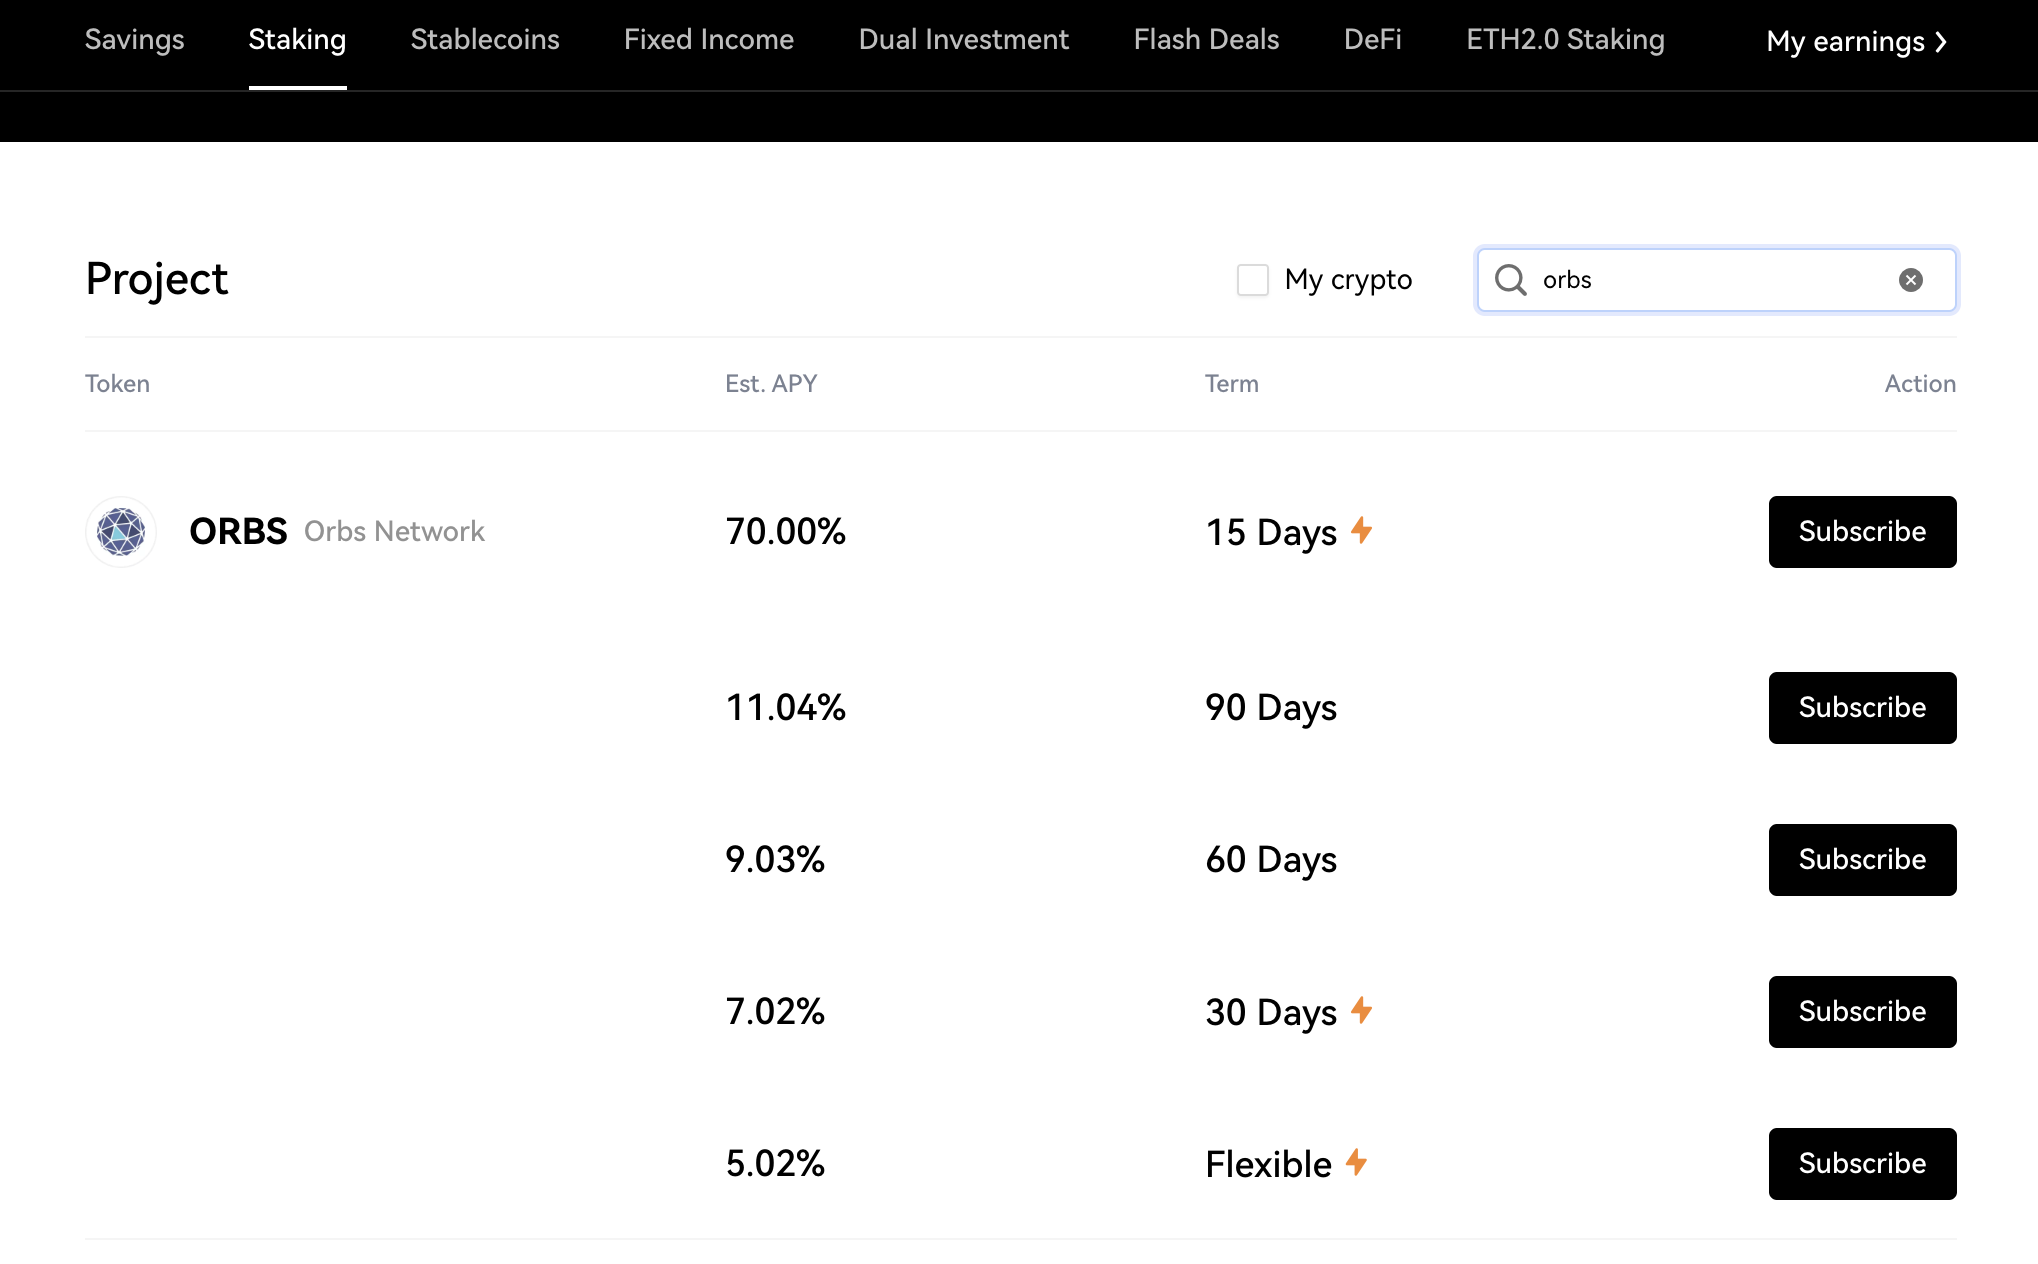 Savings Staking Stablecoins Fixed Income Dual Investment Flash Deals DeFi ETH2.0 Staking My earnings
Project My crypto orbs
Token Est. APY Term Action
ORBS Orbs Network 70.00% 15 Days Subscribe
11.04% 90 Days Subscribe
9.03% 60 Days Subscribe
7.02% 30 Days Subscribe
5.02% Flexible Subscribe